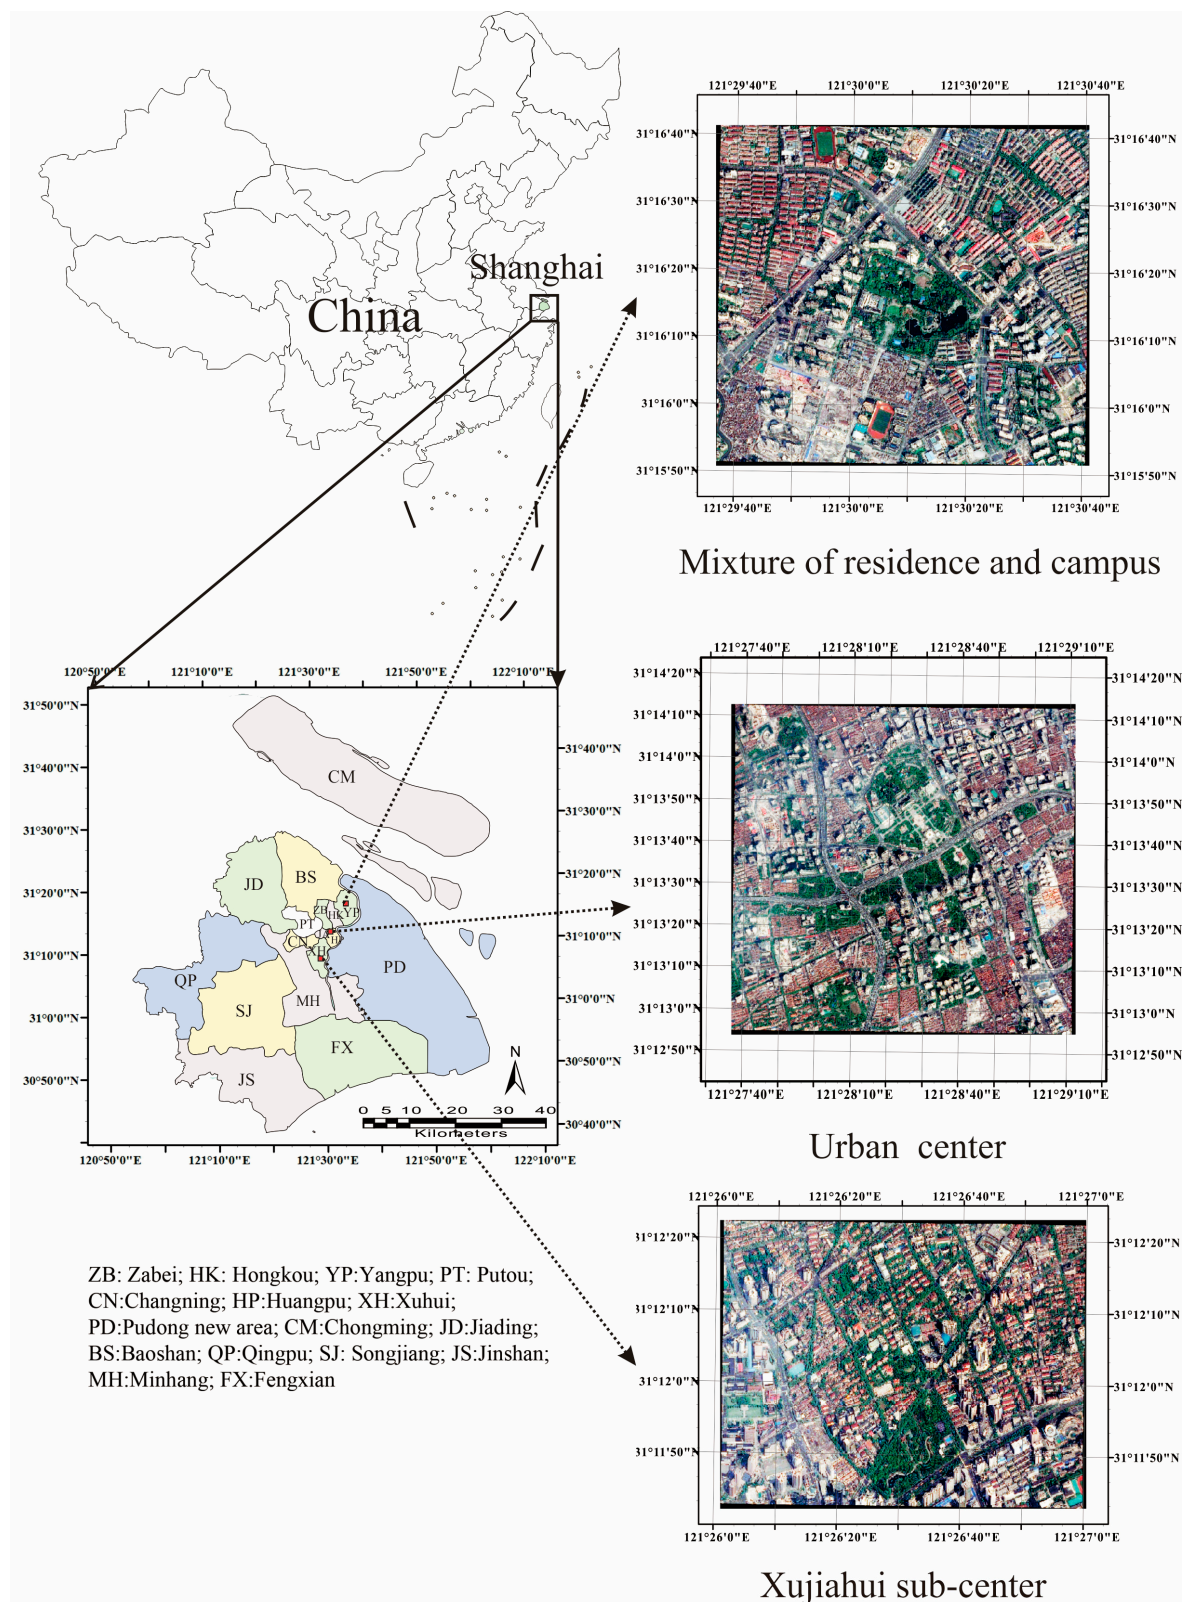 China
Shanghai
121°29'40"E 121°30'0"E 121°30'20"E 121°30'40"E
31°16'40"N 31°16'40"N
31°16'30"N 31°16'30"N
31°16'20"N 31°16'20"N
31°16'10"N 31°16'10"N
31°16'0"N 31°16'0"N
31°15'50"N 31°15'50"N
121°29'40"E 121°30'0"E 121°30'20"E 121°30'40"E
Mixture of residence and campus
120°50'0"E 121°10'0"E 121°30'0"E 121°50'0"E 122°10'0"E
31°50'0"N
31°40'0"N 31°40'0"N
31°30'0"N 31°30'0"N
31°20'0"N 31°20'0"N
31°10'0"N 31°10'0"N
31°0'0"N 31°0'0"N
30°50'0"N 30°50'0"N
30°40'0"N
CM
JD
BS
ZB
HK
YP
PT
CN
XH
PD
QP
SJ
MH
FX
JS
N
0 5 10 20 30 40
Kilometers
120°50'0"E 121°10'0"E 121°30'0"E 121°50'0"E 122°10'0"E
121°27'40"E 121°28'10"E 121°28'40"E 121°29'10"E
31°14'20"N 31°14'20"N
31°14'10"N 31°14'10"N
31°14'0"N 31°14'0"N
31°13'50"N 31°13'50"N
31°13'40"N 31°13'40"N
31°13'30"N 31°13'30"N
31°13'20"N 31°13'20"N
31°13'10"N 31°13'10"N
31°13'0"N 31°13'0"N
31°12'50"N 31°12'50"N
121°27'40"E 121°28'10"E 121°28'40"E 121°29'10"E
Urban center
121°26'0"E 121°26'20"E 121°26'40"E 121°27'0"E
31°12'20"N 31°12'20"N
31°12'10"N 31°12'10"N
31°12'0"N 31°12'0"N
31°11'50"N 31°11'50"N
121°26'0"E 121°26'20"E 121°26'40"E 121°27'0"E
Xujiahui sub-center
ZB: Zabei; HK: Hongkou; YP:Yangpu; PT: Putou;
CN:Changning; HP:Huangpu; XH:Xuhui;
PD:Pudong new area; CM:Chongming; JD:Jiading;
BS:Baoshan; QP:Qingpu; SJ: Songjiang; JS:Jinshan;
MH:Minhang; FX:Fengxian